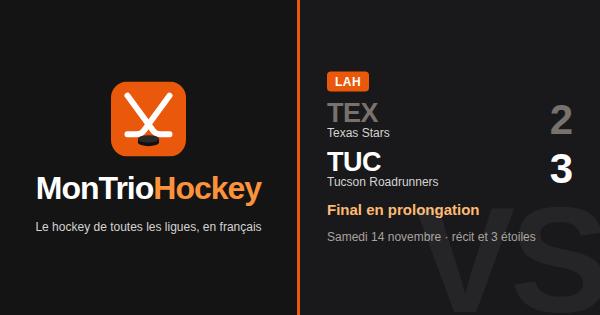 MonTrioHockey
Le hockey de toutes les ligues, en français
LAH
TEX 2
Texas Stars
TUC 3
Tucson Roadrunners
Final en prolongation
Samedi 14 novembre · récit et 3 étoiles
VS